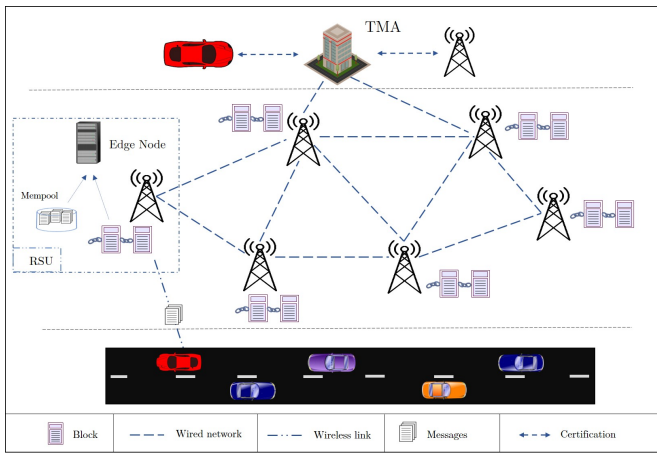 TMA
Edge Node
Mempool
RSU
Block
Wired network
Wireless link
Messages
Certification